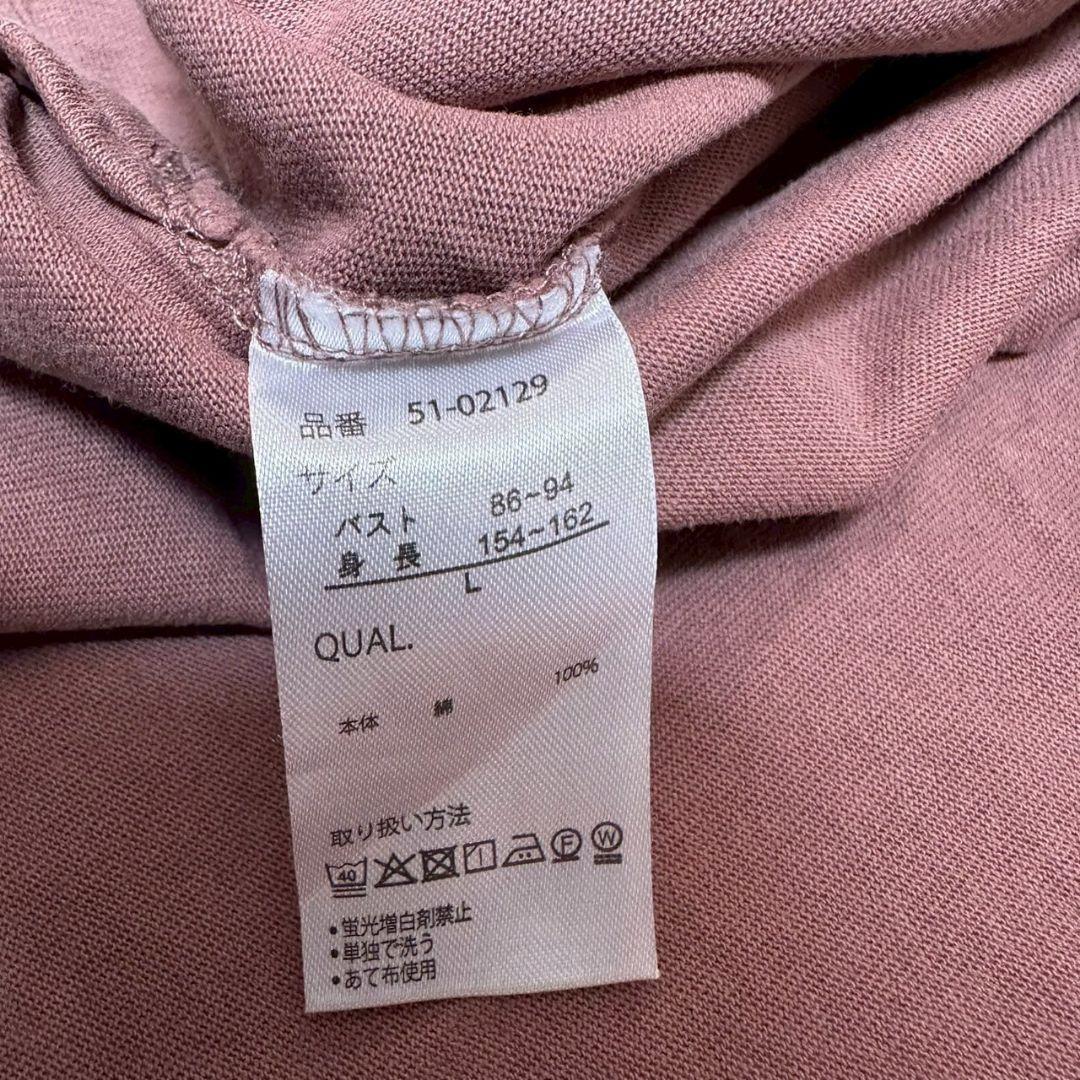 品番 51-02129
サイズ
バスト 86~94
身長 154~162
L
QUAL.
本体 綿 100%
取り扱い方法
40 F W
•蛍光増白剤禁止
•単独で洗う
•あて布使用